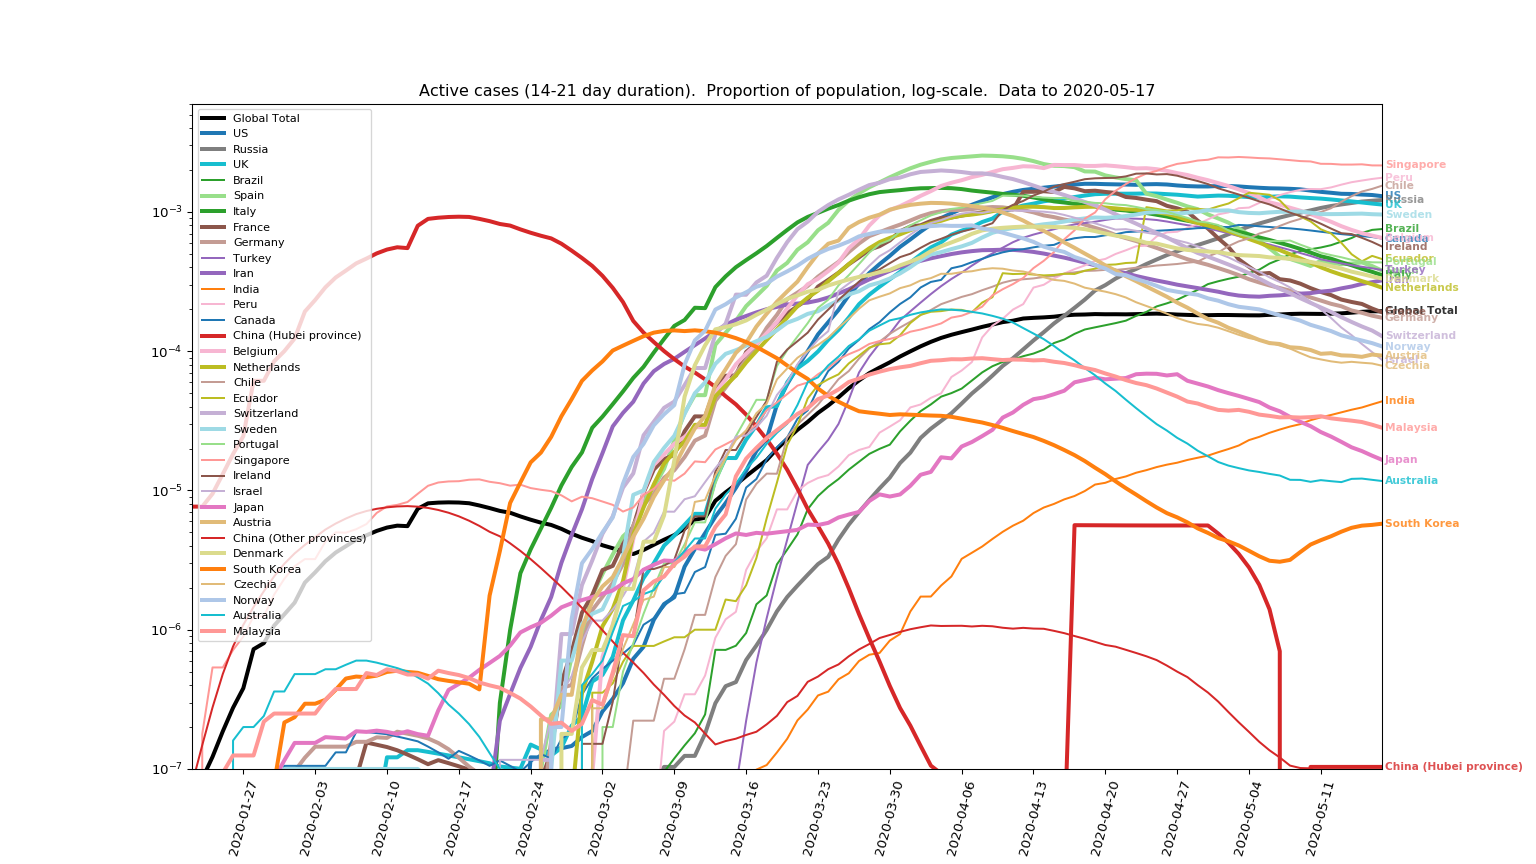 Active cases (14-21 day duration).  Proportion of population, log-scale.  Data to 2020-05-17
Global Total
US
Russia
UK
Brazil
Spain
Italy
France
Germany
Turkey
Iran
India
Peru
Canada
China (Hubei province)
Belgium
Netherlands
Chile
Ecuador
Switzerland
Sweden
Portugal
Singapore
Ireland
Israel
Japan
Austria
China (Other provinces)
Denmark
South Korea
Czechia
Norway
Australia
Malaysia
10⁻³
10⁻⁴
10⁻⁵
10⁻⁶
10⁻⁷
2020-01-27
2020-02-03
2020-02-10
2020-02-17
2020-02-24
2020-03-02
2020-03-09
2020-03-16
2020-03-23
2020-03-30
2020-04-06
2020-04-13
2020-04-20
2020-04-27
2020-05-04
2020-05-11
Singapore
Peru
Chile
US
Russia
UK
Sweden
Brazil
Canada
Ireland
Ecuador
Portugal
Turkey
Italy
Denmark
Iran
Netherlands
Global Total
Germany
Switzerland
Norway
Austria
Israel
Czechia
India
Malaysia
Japan
Australia
South Korea
China (Hubei province)